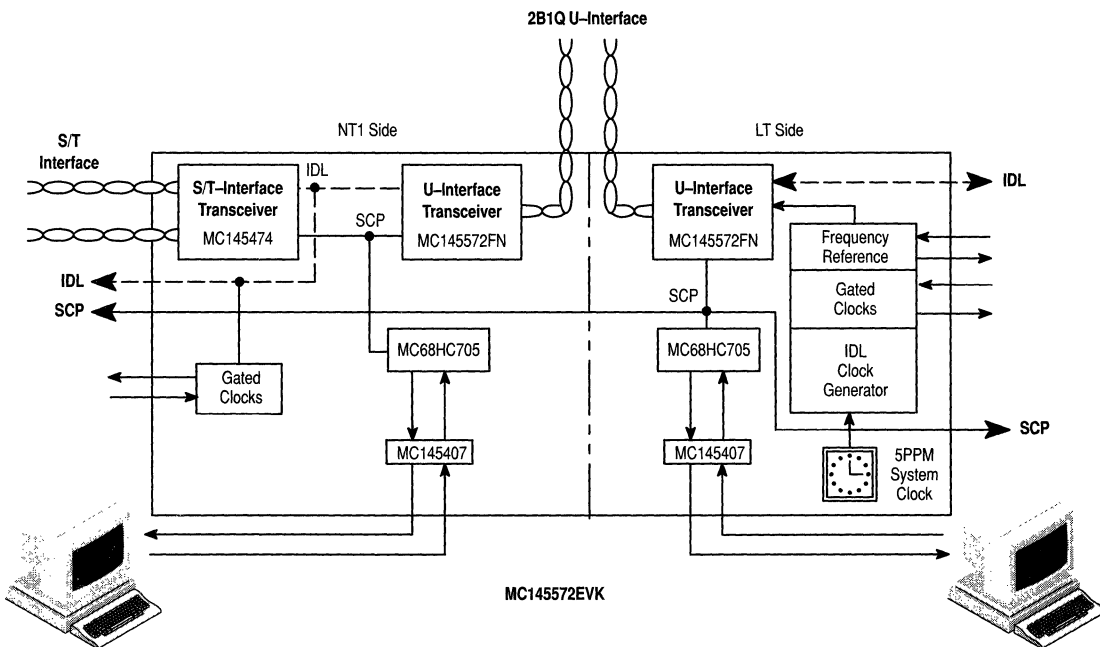 2B1Q U–Interface
NT1 Side
LT Side
S/T
Interface
IDL
S/T–Interface
Transceiver
MC145474
SCP
U–Interface
Transceiver
MC145572FN
U–Interface
Transceiver
MC145572FN
IDL
Frequency
Reference
Gated
Clocks
IDL
Clock
Generator
IDL
SCP
SCP
MC68HC705
MC68HC705
Gated
Clocks
SCP
MC145407
MC145407
5PPM
System
Clock
MC145572EVK